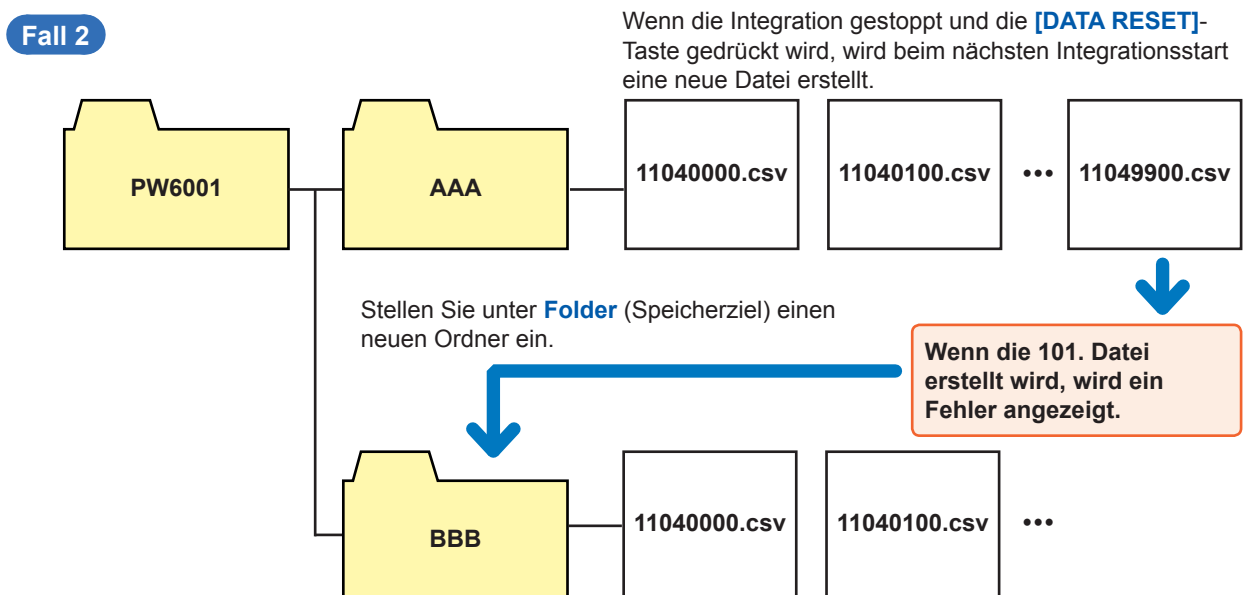 Fall 2
Wenn die Integration gestoppt und die [DATA RESET]-
Taste gedrückt wird, wird beim nächsten Integrationsstart
eine neue Datei erstellt.
PW6001
AAA
11040000.csv
11040100.csv
•••
11049900.csv
Stellen Sie unter Folder (Speicherziel) einen
neuen Ordner ein.
Wenn die 101. Datei
erstellt wird, wird ein
Fehler angezeigt.
BBB
11040000.csv
11040100.csv
•••